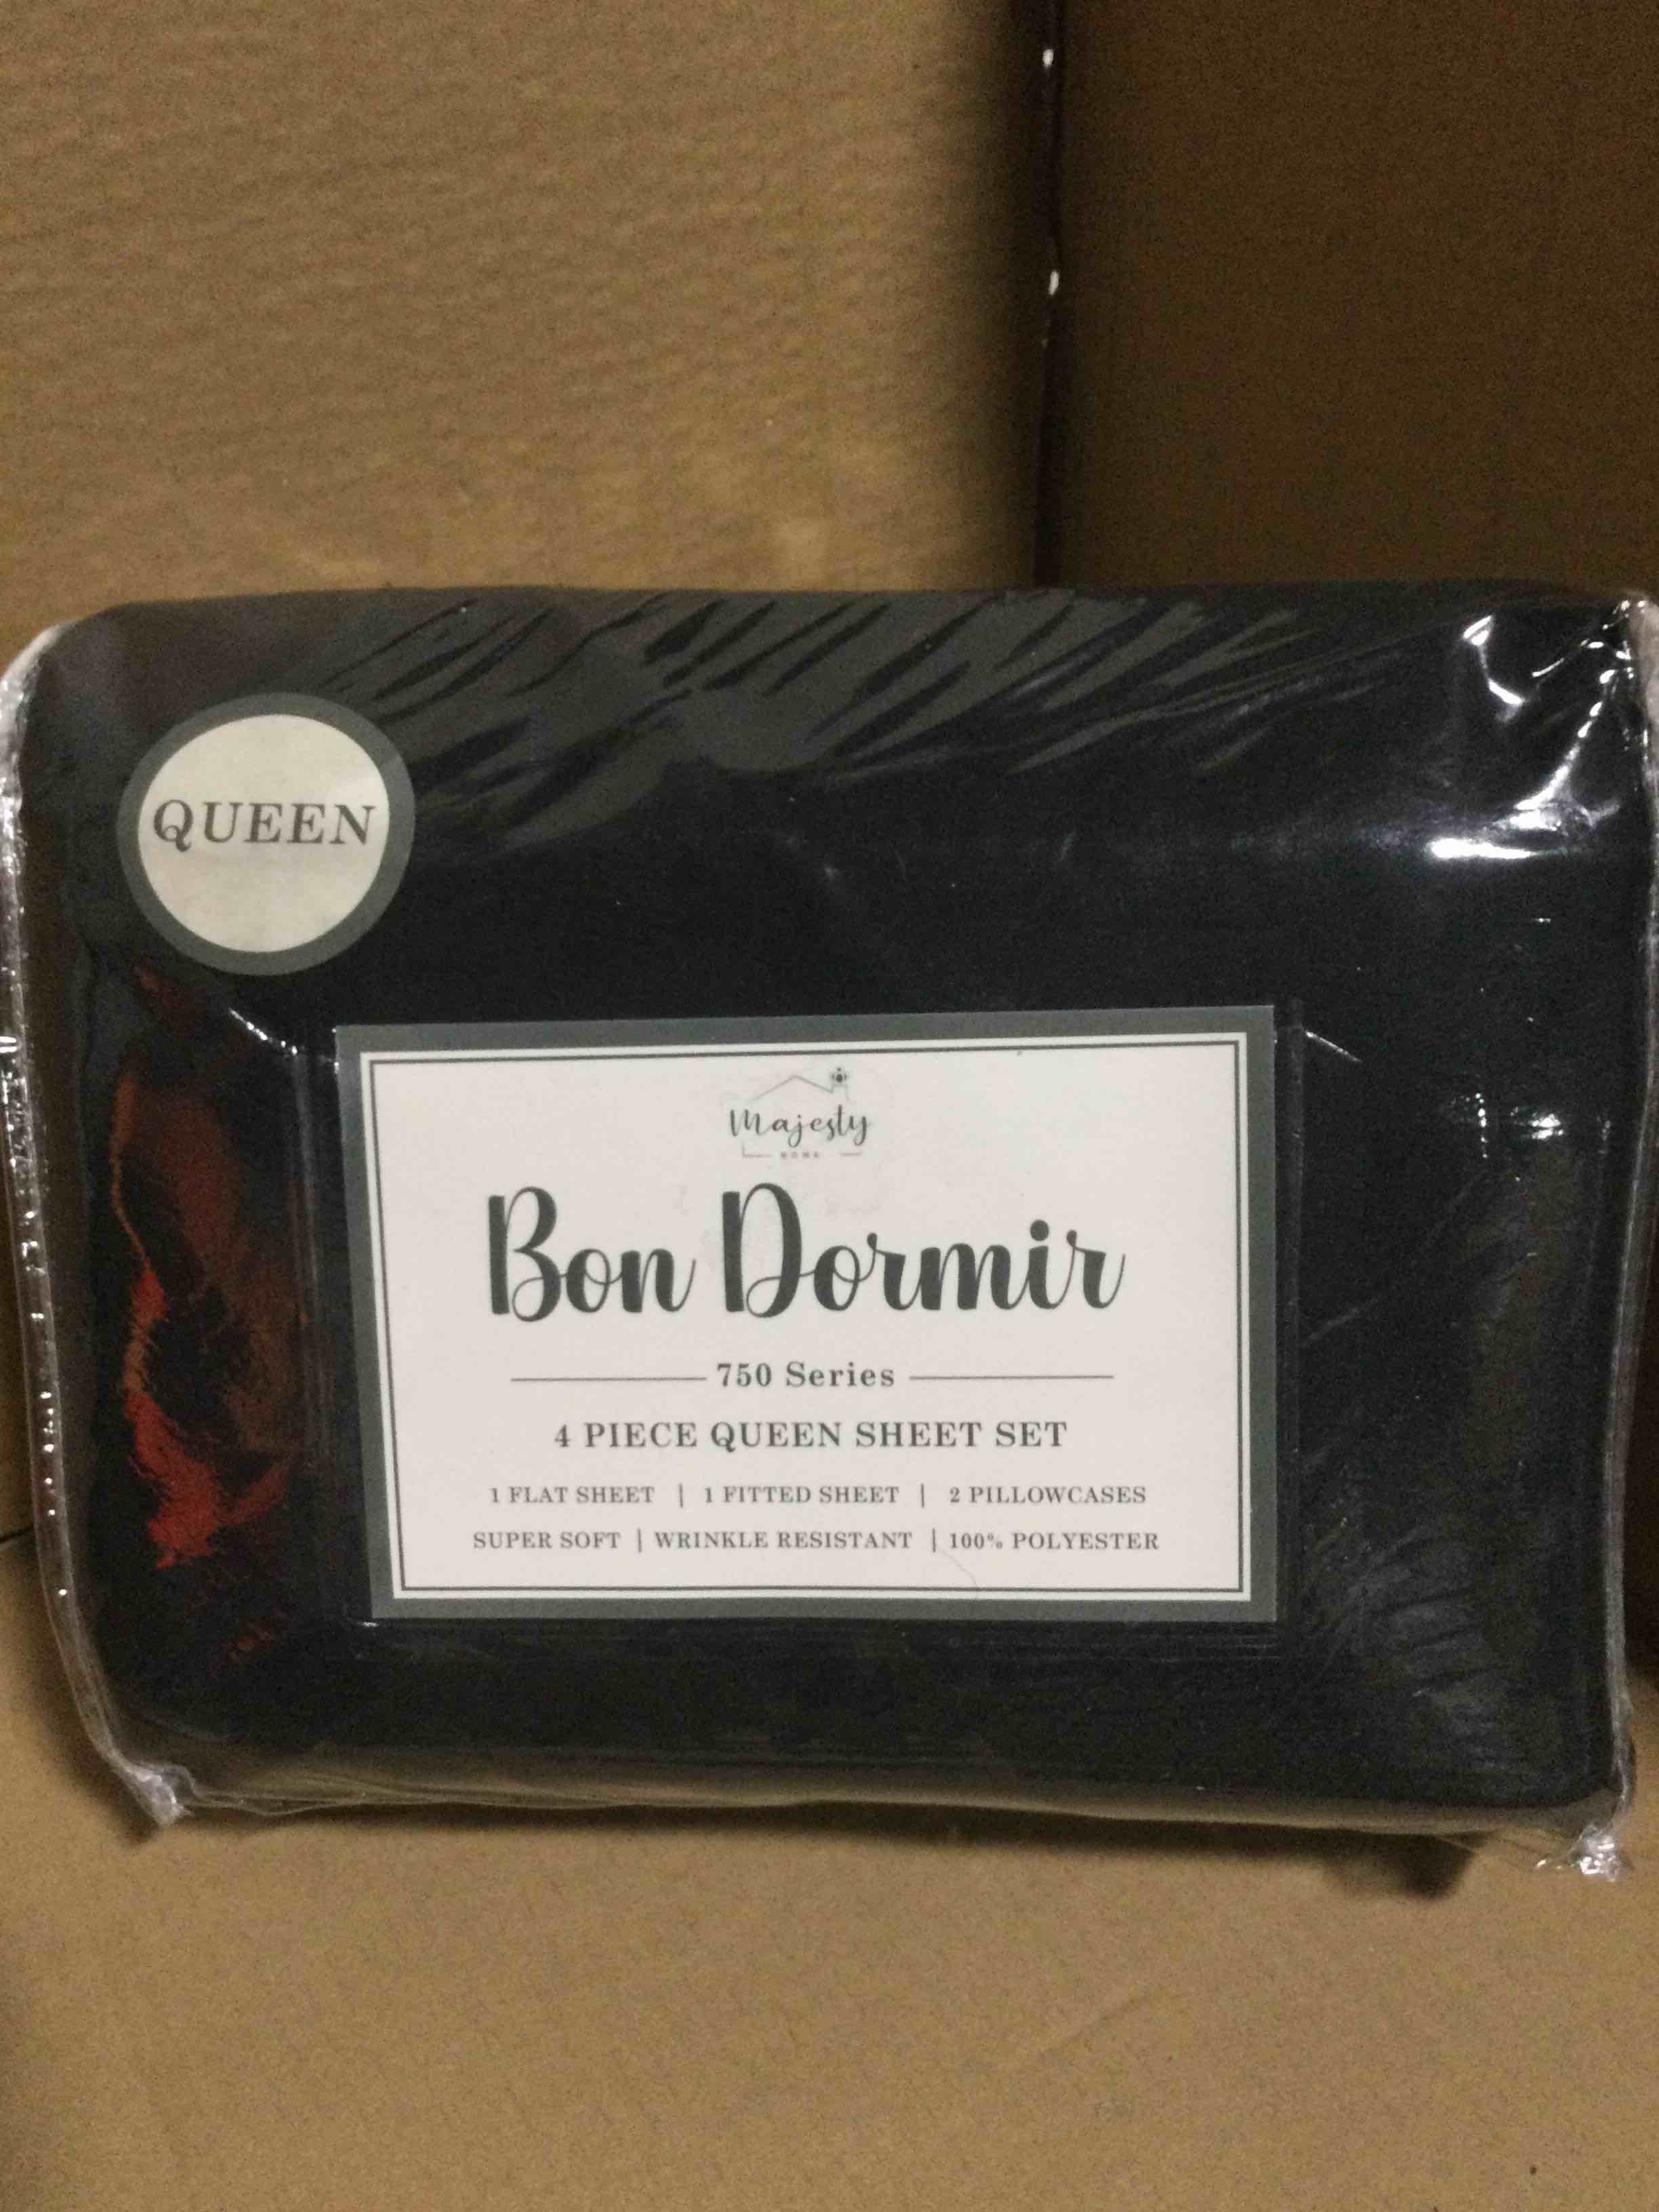 QUEEN
Majesty
HOME
Bon Dormir
750 Series
4 PIECE QUEEN SHEET SET
1 FLAT SHEET | 1 FITTED SHEET | 2 PILLOWCASES
SUPER SOFT | WRINKLE RESISTANT | 100% POLYESTER